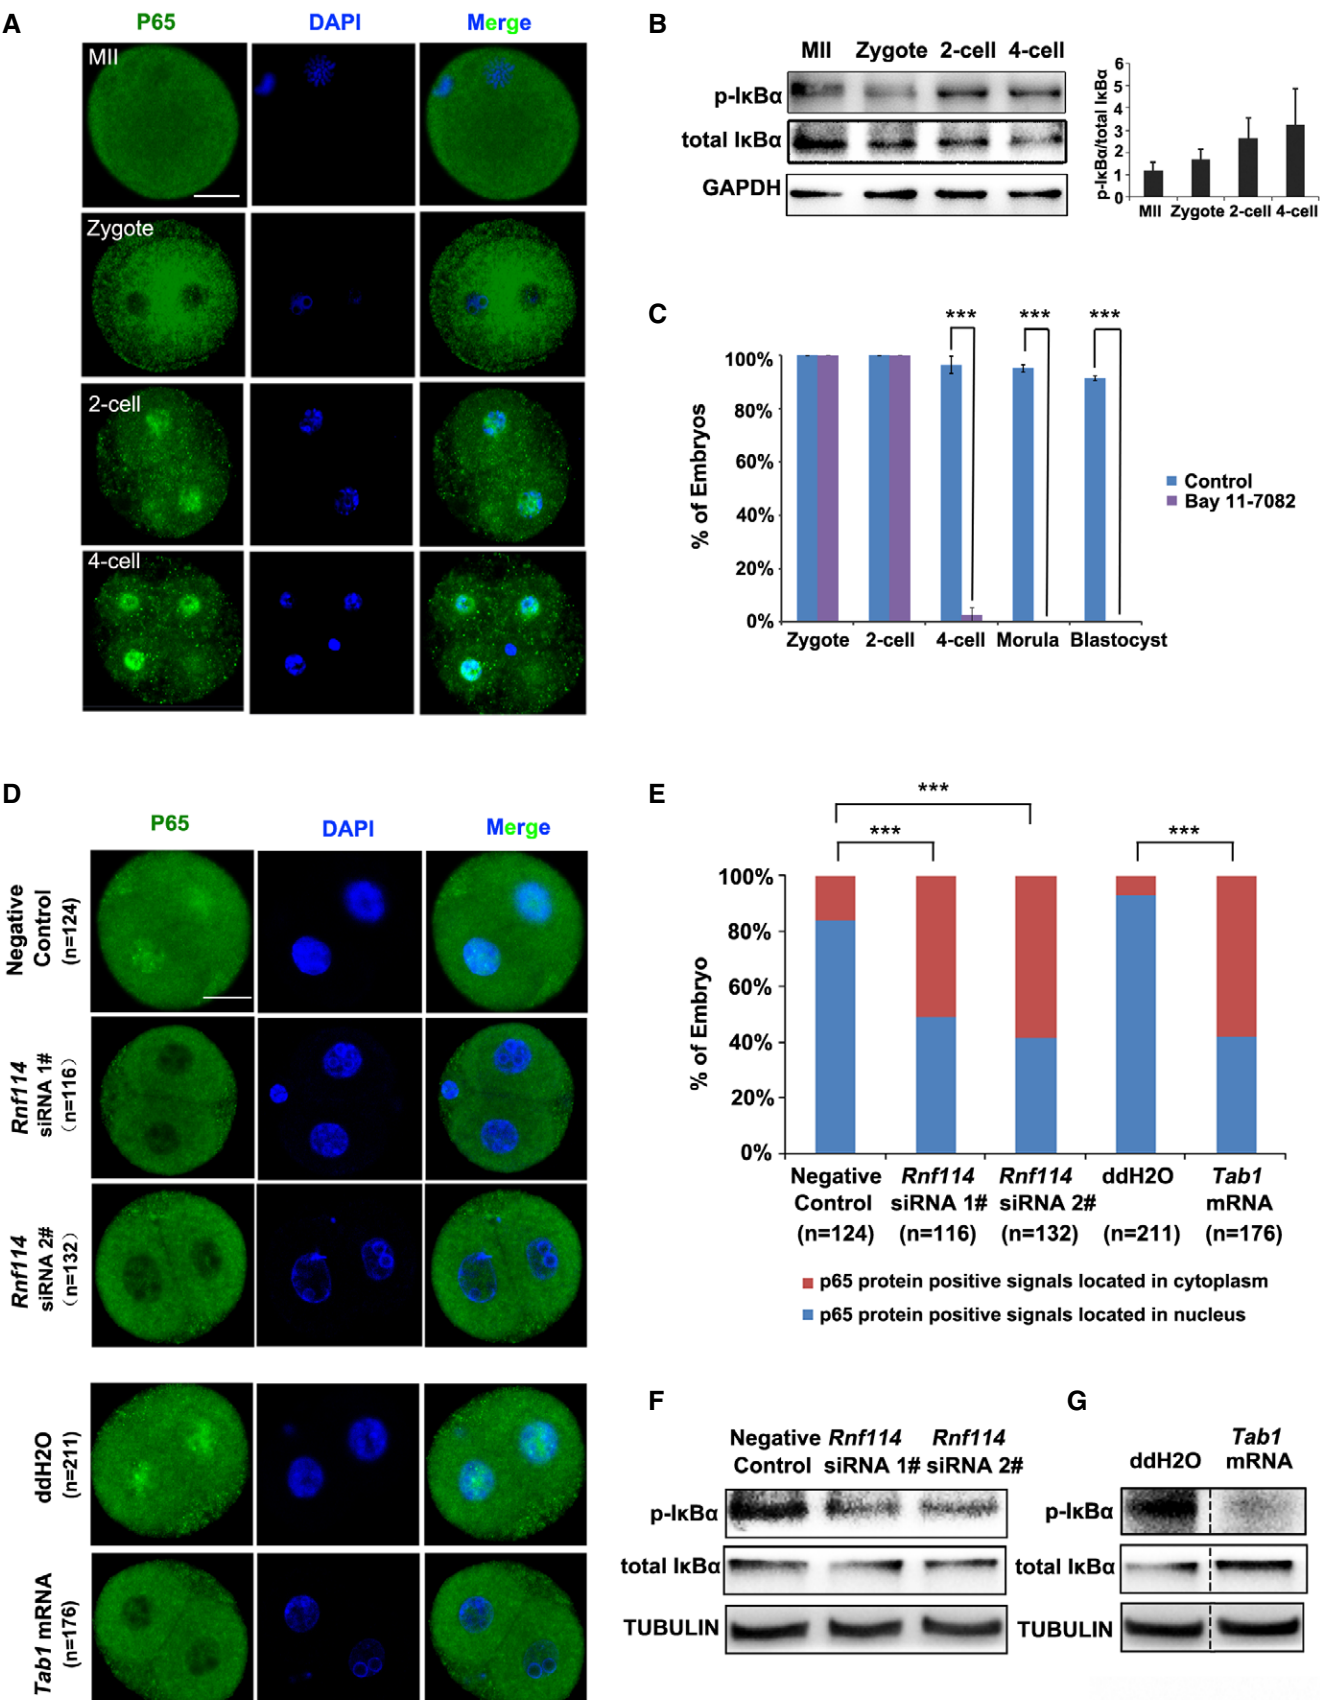 A
P65 DAPI Merge
MII
Zygote
2-cell
4-cell
B
MII Zygote 2-cell 4-cell
p-IκBα
total IκBα
GAPDH
p-IκBα/total IκBα
6
5
4
3
2
1
0
MII Zygote 2-cell 4-cell
C
*** *** ***
% of Embryos
100%
80%
60%
40%
20%
0%
Zygote 2-cell 4-cell Morula Blastocyst
Control
Bay 11-7082
D
P65 DAPI Merge
Negative
Control
(n=124)
Rnf114
siRNA 1#
(n=116)
Rnf114
siRNA 2#
(n=132)
ddH2O
(n=211)
Tab1 mRNA
(n=176)
E
***
*** ***
% of Embryo
100%
80%
60%
40%
20%
0%
Negative Rnf114 Rnf114 ddH2O Tab1
Control siRNA 1# siRNA 2# mRNA
(n=124) (n=116) (n=132) (n=211) (n=176)
p65 protein positive signals located in cytoplasm
p65 protein positive signals located in nucleus
F
Negative Rnf114 Rnf114
Control siRNA 1# siRNA 2#
p-IκBα
total IκBα
TUBULIN
G
Tab1
ddH2O mRNA
p-IκBα
total IκBα
TUBULIN